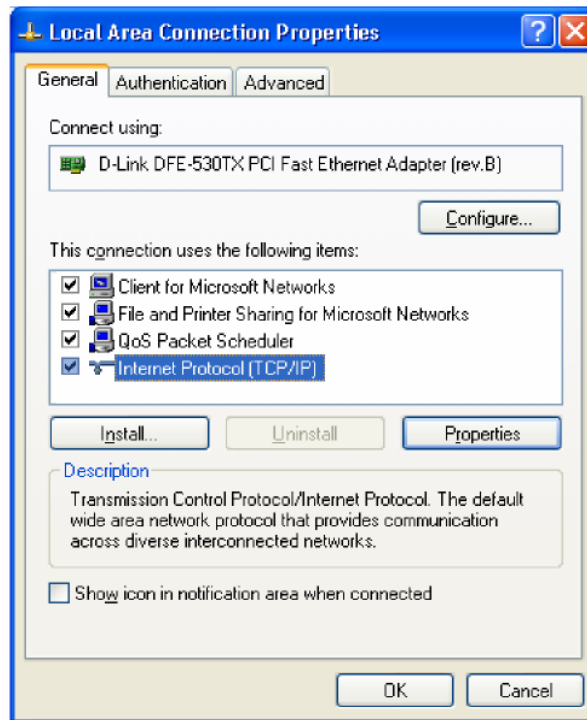 Local Area Connection Properties
General Authentication Advanced
Connect using:
D-Link DFE-530TX PCI Fast Ethernet Adapter (rev.B)
Configure...
This connection uses the following items:
Client for Microsoft Networks
File and Printer Sharing for Microsoft Networks
QoS Packet Scheduler
Internet Protocol (TCP/IP)
Install... Uninstall Properties
Description
Transmission Control Protocol/Internet Protocol. The default
wide area network protocol that provides communication
across diverse interconnected networks.
Show icon in notification area when connected
OK Cancel